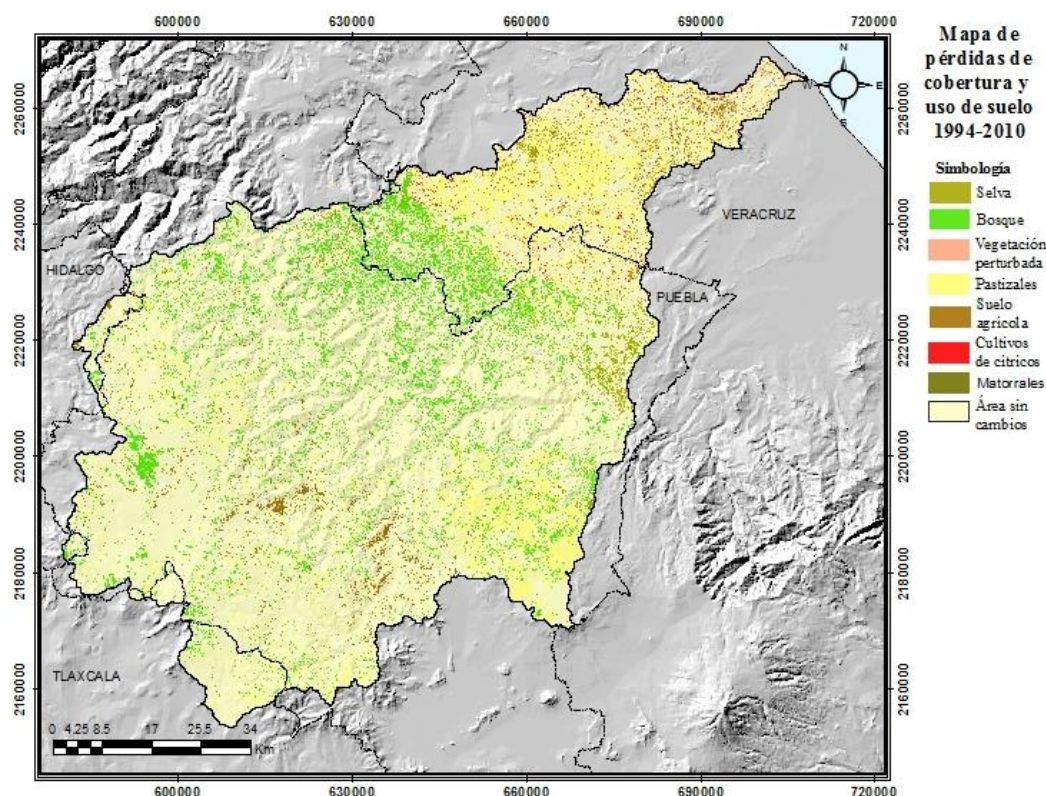 600000 630000 660000 690000 720000
Mapa de
pérdidas de
cobertura y
uso de suelo
1994-2010
Simbología
Selva
Bosque
Vegetación
perturbada
Pastizales
Suelo
agrícola
Cultivos
de citricos
Matorrales
Área sin
cambios
N
W E
S
2260000
2240000
2220000
2200000
2180000
2160000
2260000
2240000
2220000
2200000
2180000
2160000
VERACRUZ
HIDALGO
PUEBLA
TLAXCALA
0 4.25 8.5 17 25.5 34
Km
600000 630000 660000 690000 720000